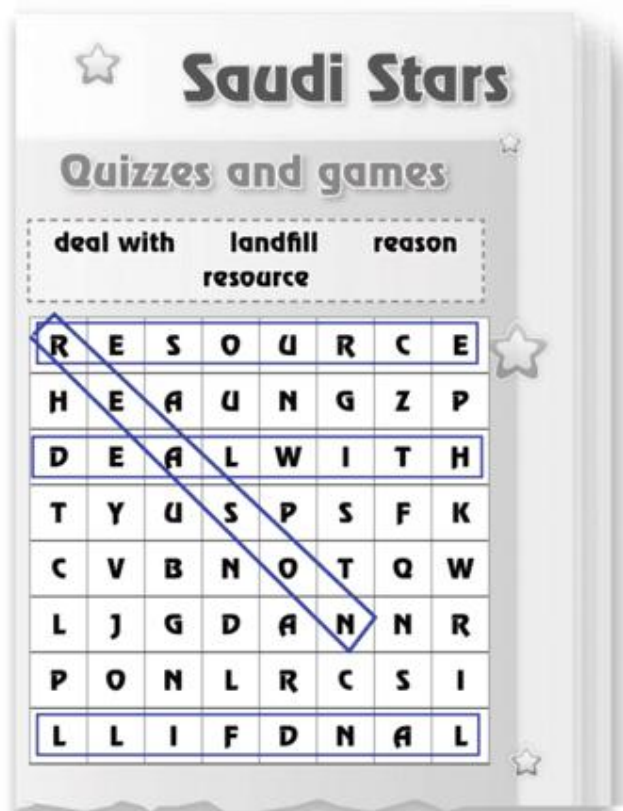 Saudi Stars
Quizzes and games
deal with landfill reason
resource
R E S O U R C E
H E A U N G Z P
D E A L W I T H
T Y U S P S F K
C V B N O T Q W
L J G D A N N R
P O N L R C S I
L L I F D N A L